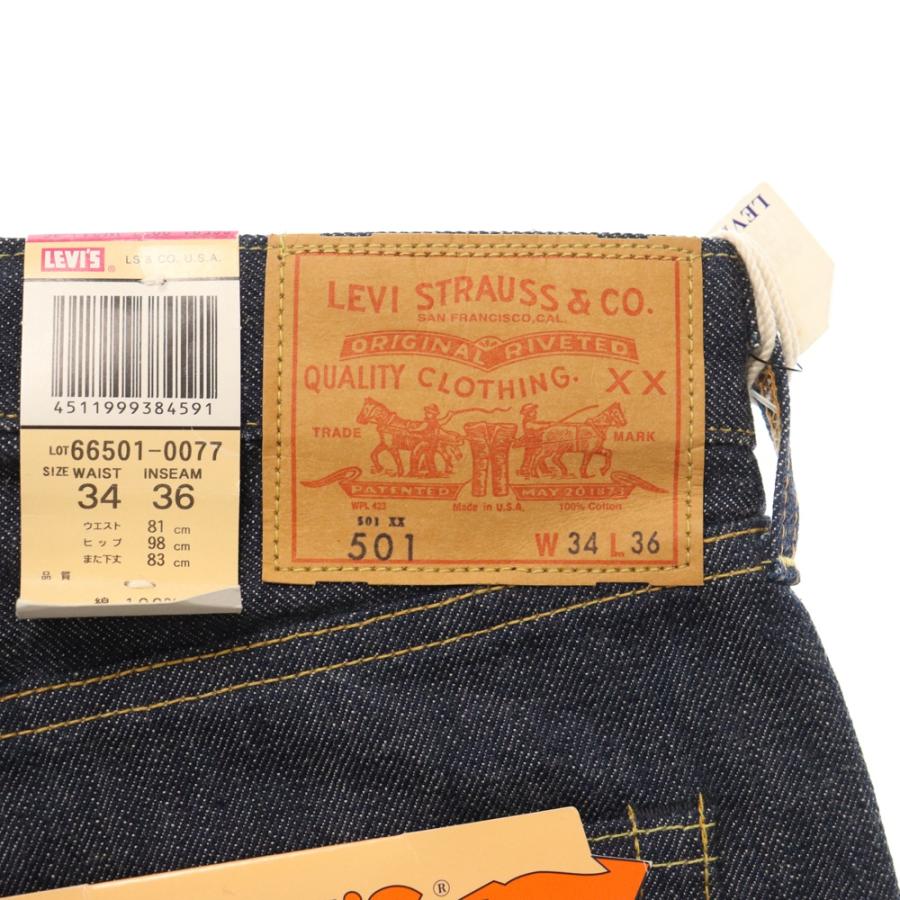 LEVI'S ® LS & CO. U.S.A.
4511999384591
LOT 66501-0077
SIZE WAIST INSEAM
34 36
ウエスト 81 cm
ヒップ 98 cm
また下丈 83 cm
品質
LEVI STRAUSS & CO.
SAN FRANCISCO, CAL.
ORIGINAL RIVETED
QUALITY CLOTHING. XX
TRADE MARK
PATENTED MAY 20 1873
WPL 423 Made in U.S.A. 100% Cotton
501 XX
501 W 34 L 36
LEV
®